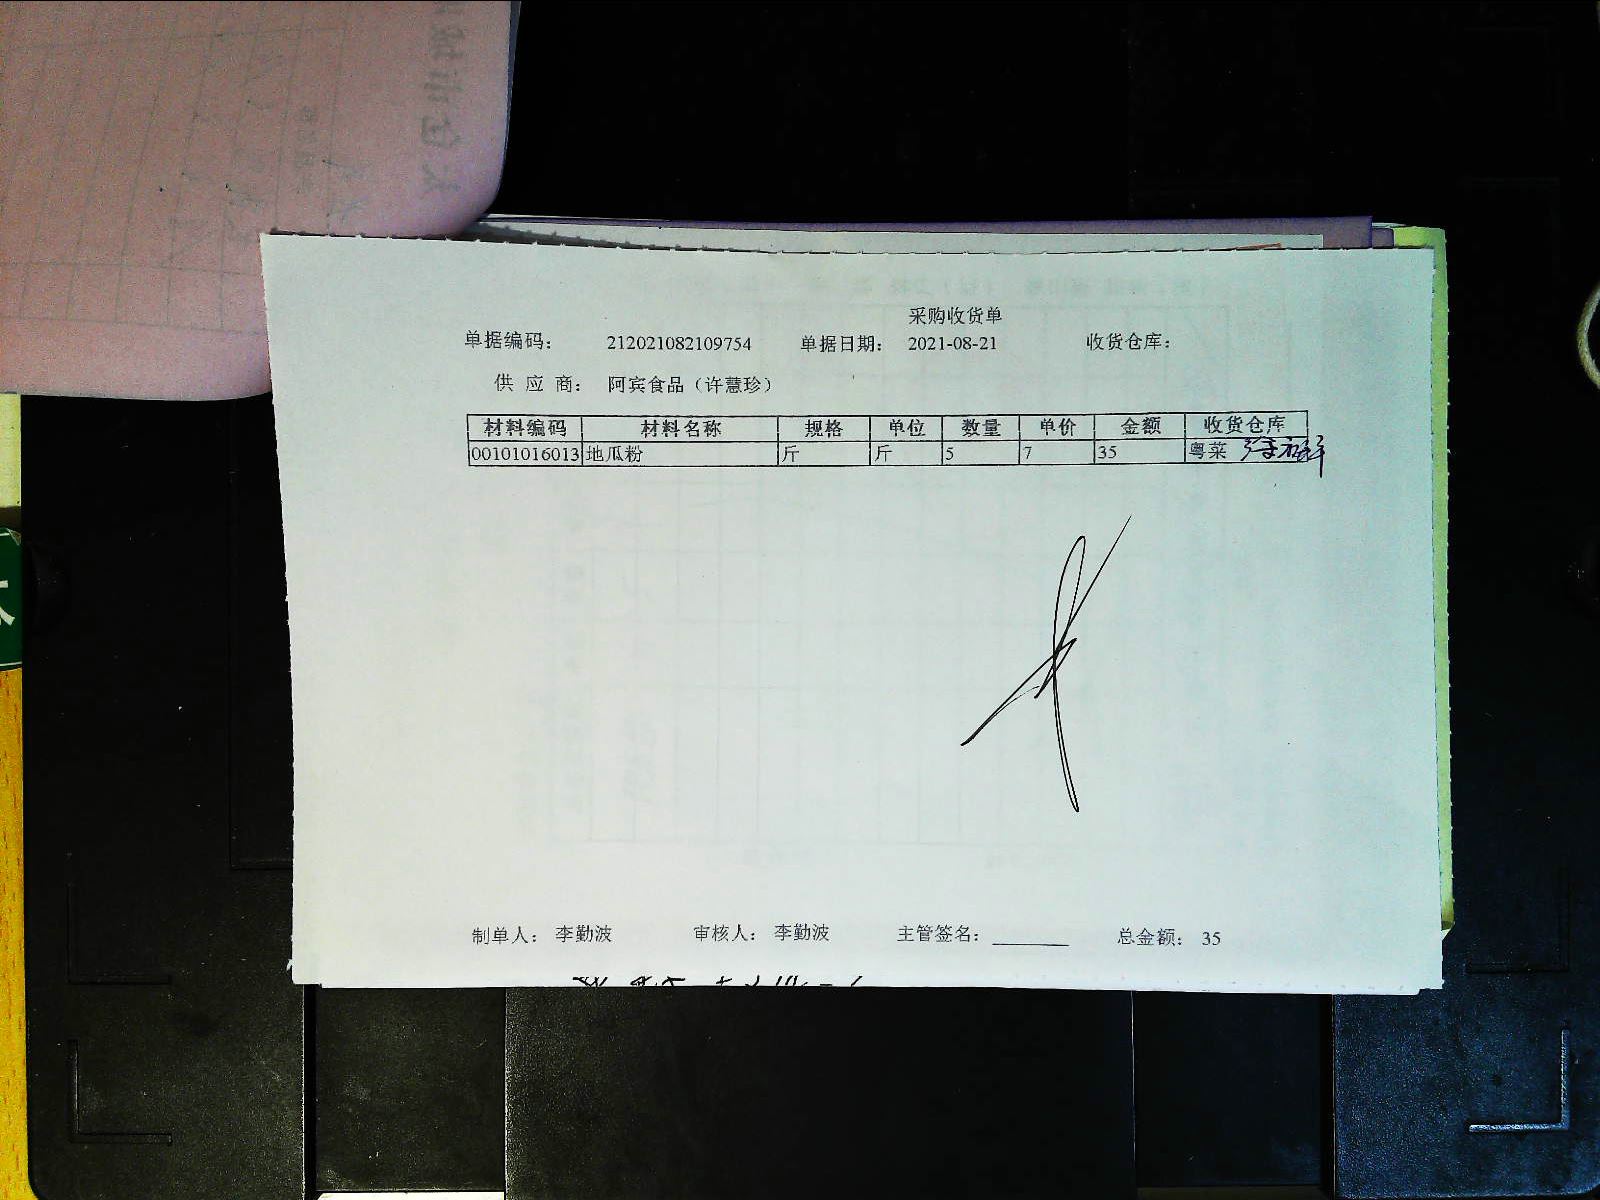 采购收货单
单据编码： 212021082109754 单据日期： 2021-08-21 收货仓库：
供 应 商： 阿宾食品（许慧珍）
材料编码 材料名称 规格 单位 数量 单价 金额 收货仓库
00101016013 地瓜粉 斤 斤 5 7 35 粤菜
制单人： 李勤波 审核人： 李勤波 主管签名： 总金额： 35